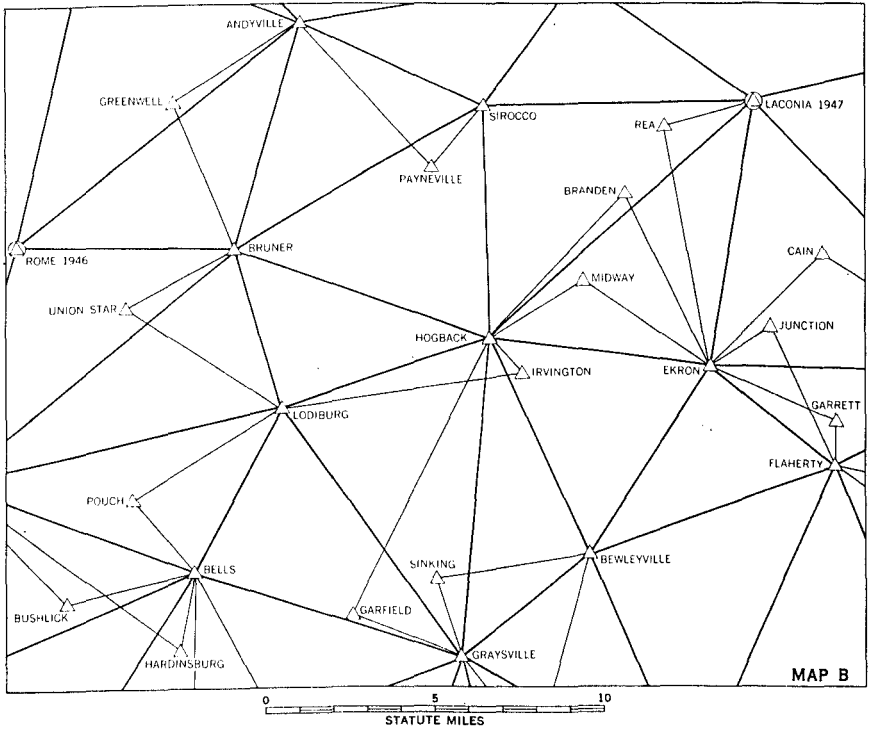 ANDYVILLE
GREENWELL
SIROCCO
LACONIA 1947
REA
PAYNEVILLE
BRANDEN
BRUNER
CAIN
ROME 1946
MIDWAY
UNION STAR
JUNCTION
HOGBACK
IRVINGTON
EKRON
GARRETT
LODIBURG
FLAHERTY
POUCH
BEWLEYVILLE
SINKING
BELLS
GARFIELD
BUSHLICK
GRAYSVILLE
HARDINSBURG
MAP B
0 5 10
STATUTE MILES